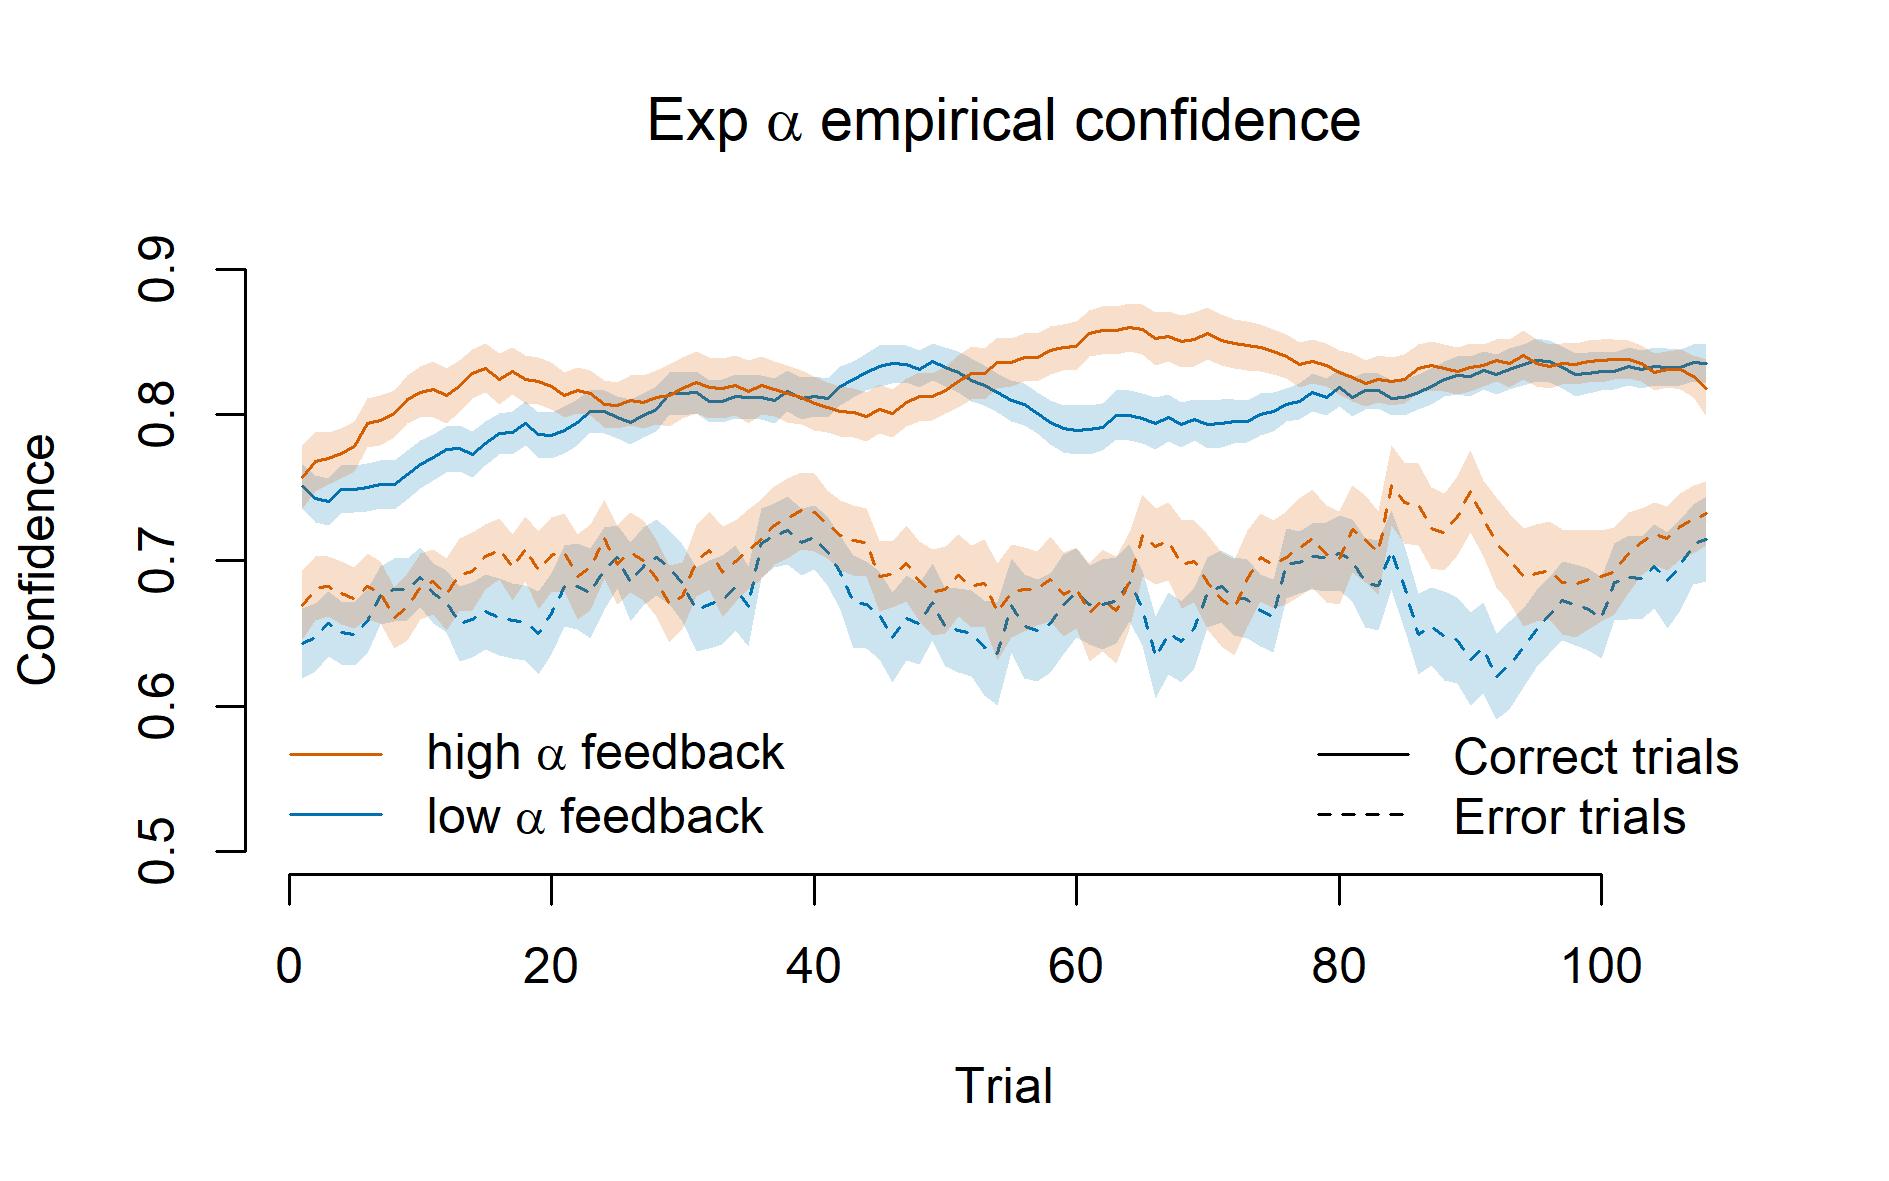 Exp α empirical confidence
Confidence
0.9
0.8
0.7
0.6
0.5
high α feedback
low α feedback
Correct trials
Error trials
0 20 40 60 80 100
Trial